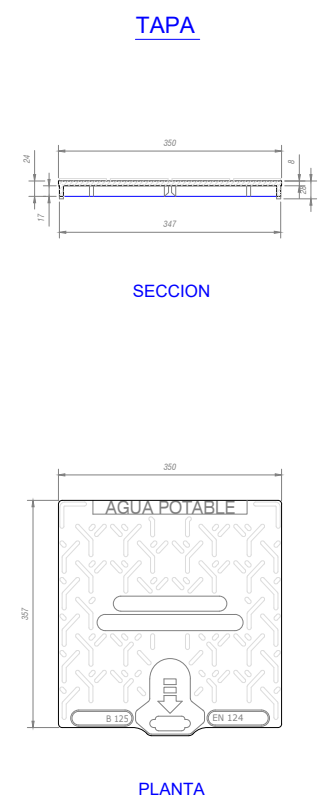 TAPA
350
24
8
17
28
347
SECCION
350
AGUA POTABLE
357
B 125
EN 124
PLANTA